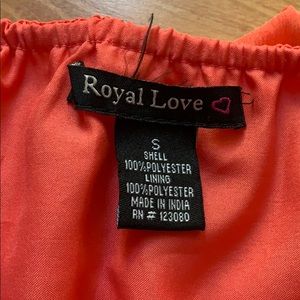 Royal Love
S
SHELL
100%POLYESTER
LINING
100%POLYESTER
MADE IN INDIA
RN # 123080